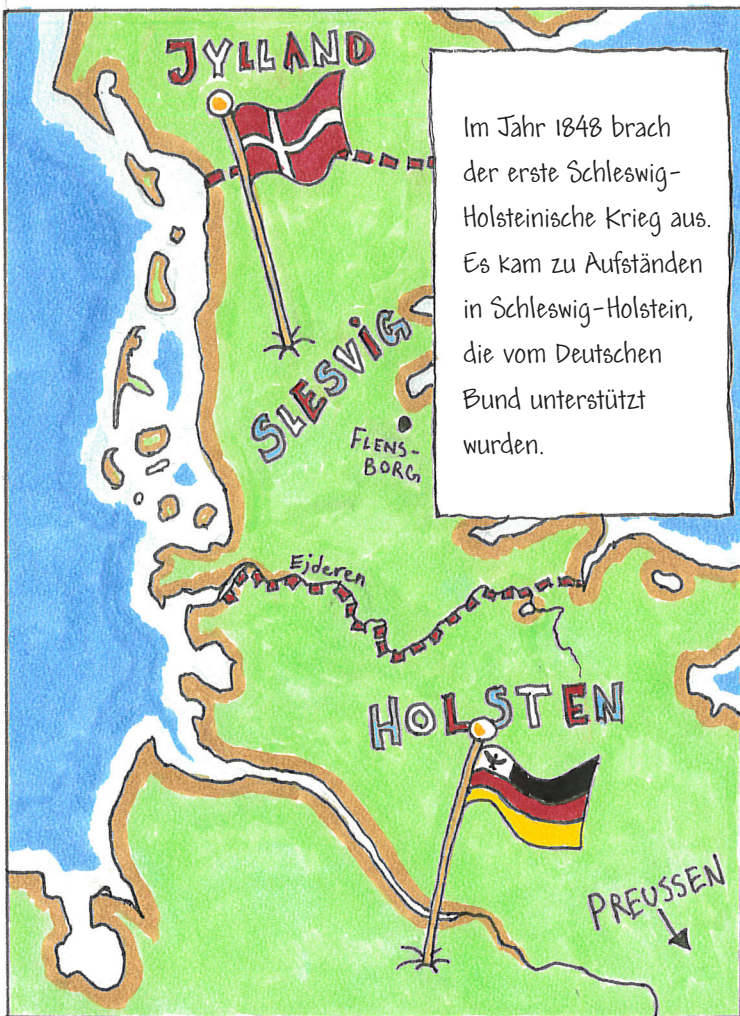 JYLLAND
Im Jahr 1848 brach
der erste Schleswig-
Holsteinische Krieg aus.
Es kam zu Aufständen
in Schleswig-Holstein,
die vom Deutschen
Bund unterstützt
wurden.
SLESVIG
FLENS-
BORG
Ejderen
HOLSTEN
PREUSSEN